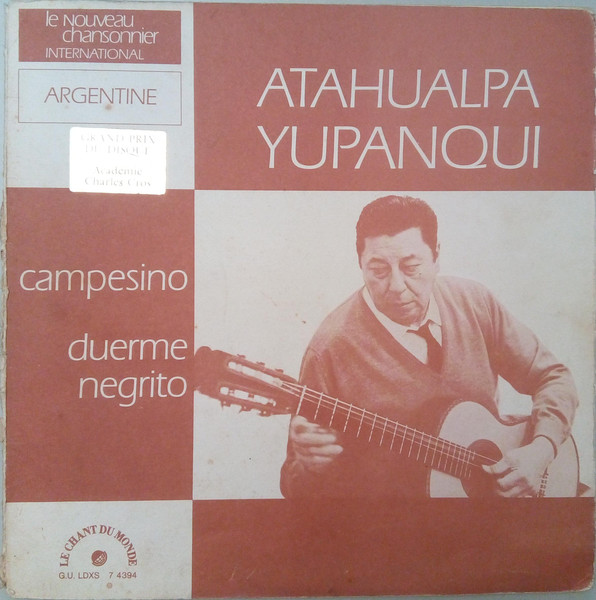 le nouveau
chansonnier
INTERNATIONAL
ARGENTINE
GRAND PRIX
DU DISQUE
Académie
Charles Cros
ATAHUALPA
YUPANQUI
campesino
duerme
negrito
LE CHANT DU MONDE
G.U. LDXS 7 4394